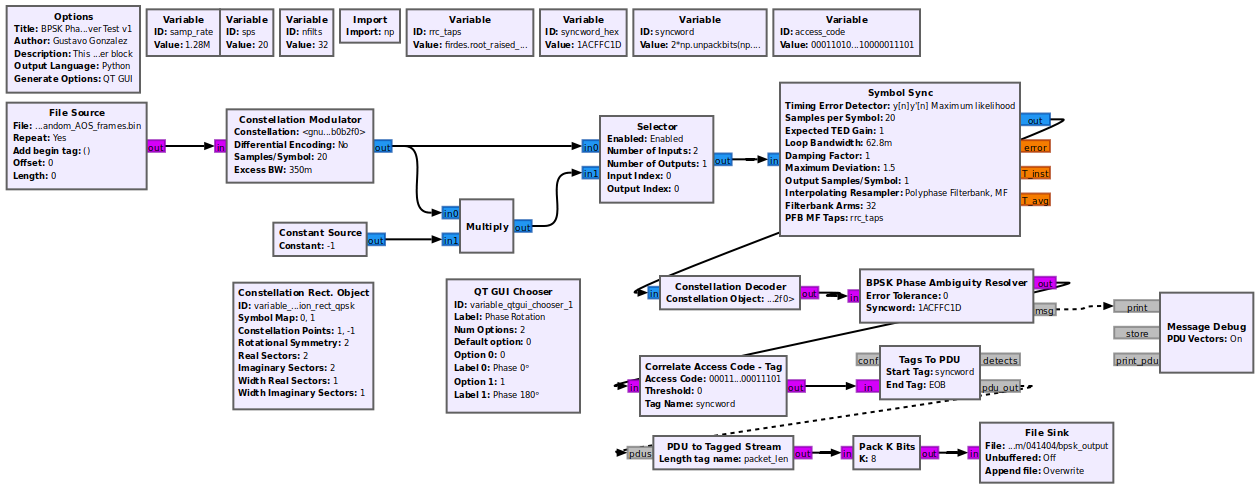 Options
Title: BPSK Pha...ver Test v1
Author: Gustavo Gonzalez
Description: This ...er block
Output Language: Python
Generate Options: QT GUI
Variable
ID: samp_rate
Value: 1.28M
Variable
ID: sps
Value: 20
Variable
ID: nfilts
Value: 32
Import
Import: np
Variable
ID: rrc_taps
Value: firdes.root_raised_...
Variable
ID: syncword_hex
Value: 1ACFFC1D
Variable
ID: syncword
Value: 2*np.unpackbits(np....
Variable
ID: access_code
Value: 00011010...10000011101
File Source
File: ...andom_AOS_frames.bin
Repeat: Yes
Add begin tag: ()
Offset: 0
Length: 0
out
in
Constellation Modulator
Constellation: <gnu...b0b2f0>
Differential Encoding: No
Samples/Symbol: 20
Excess BW: 350m
out
Constant Source
Constant: -1
out
in0
in1
Multiply
out
in0
in1
Selector
Enabled: Enabled
Number of Inputs: 2
Number of Outputs: 1
Input Index: 0
Output Index: 0
out
in
Symbol Sync
Timing Error Detector: y[n]y'[n] Maximum likelihood
Samples per Symbol: 20
Expected TED Gain: 1
Loop Bandwidth: 62.8m
Damping Factor: 1
Maximum Deviation: 1.5
Output Samples/Symbol: 1
Interpolating Resampler: Polyphase Filterbank, MF
Filterbank Arms: 32
PFB MF Taps: rrc_taps
out
error
T_inst
T_avg
Constellation Rect. Object
ID: variable_...ion_rect_qpsk
Symbol Map: 0, 1
Constellation Points: 1, -1
Rotational Symmetry: 2
Real Sectors: 2
Imaginary Sectors: 2
Width Real Sectors: 1
Width Imaginary Sectors: 1
QT GUI Chooser
ID: variable_qtgui_chooser_1
Label: Phase Rotation
Num Options: 2
Default option: 0
Option 0: 0
Label 0: Phase 0º
Option 1: 1
Label 1: Phase 180º
in
Constellation Decoder
Constellation Object: ...2f0>
out
in
BPSK Phase Ambiguity Resolver
Error Tolerance: 0
Syncword: 1ACFFC1D
out
msg
print
store
print_pdu
Message Debug
PDU Vectors: On
in
Correlate Access Code - Tag
Access Code: 00011...00011101
Threshold: 0
Tag Name: syncword
out
conf
in
Tags To PDU
Start Tag: syncword
End Tag: EOB
detects
pdu_out
pdus
PDU to Tagged Stream
Length tag name: packet_len
out
in
Pack K Bits
K: 8
out
in
File Sink
File: ...m/041404/bpsk_output
Unbuffered: Off
Append file: Overwrite